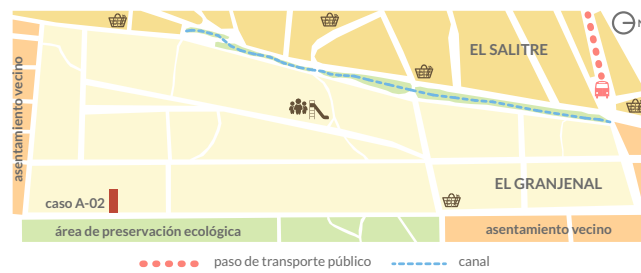 EL SALITRE
N
asentamiento vecino
caso A-02
EL GRANJENAL
área de preservación ecológica
asentamiento vecino
paso de transporte público
canal